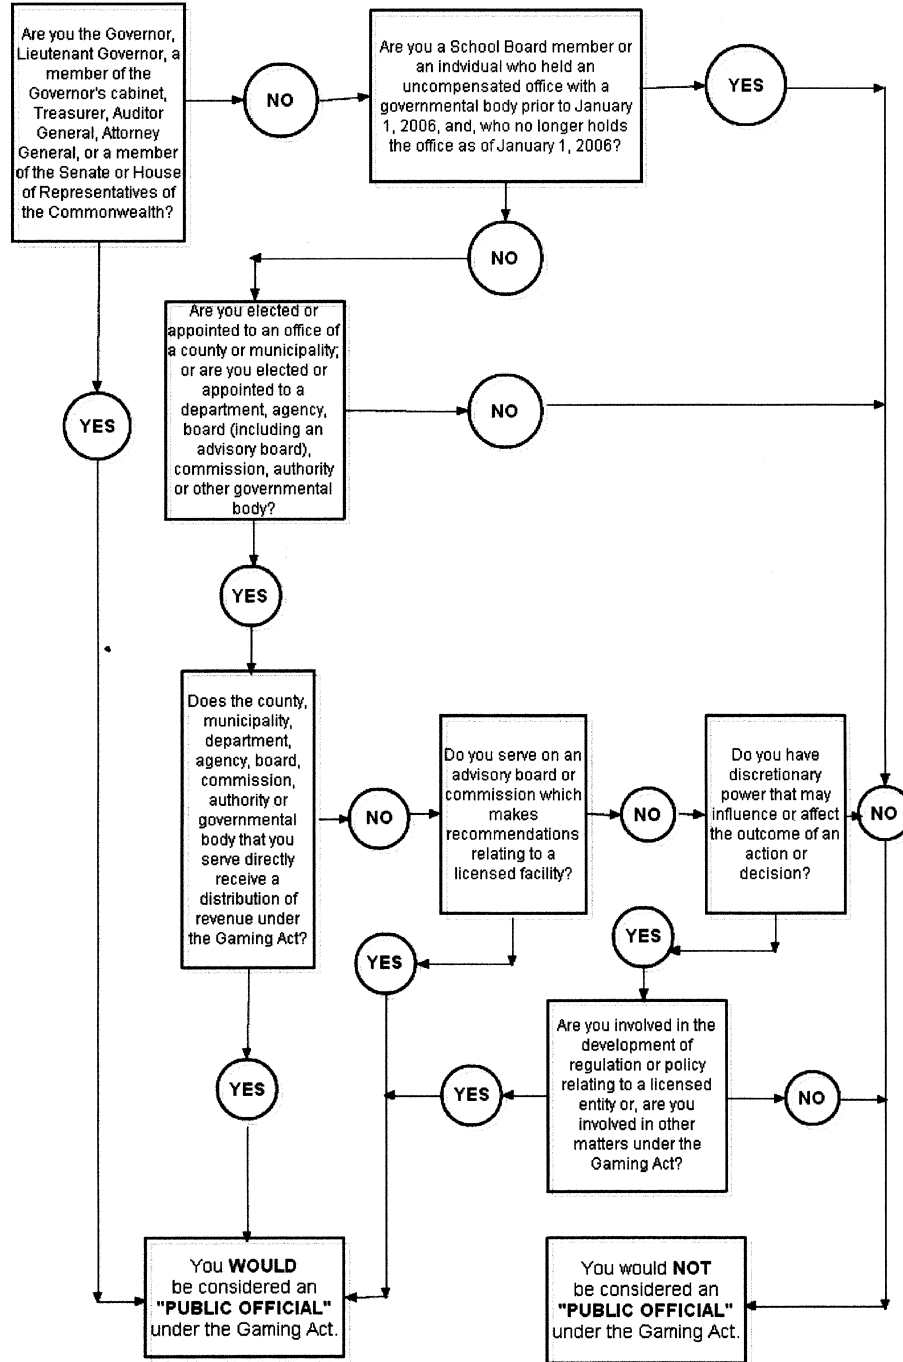 Are you the Governor,
Lieutenant Governor, a
member of the
Governor's cabinet,
Treasurer, Auditor
General, Attorney
General, or a member
of the Senate or House
of Representatives of
the Commonwealth?
NO
Are you a School Board member or
an indvidual who held an
uncompensated office with a
governmental body prior to January
1, 2006, and, who no longer holds
the office as of January 1, 2006?
YES
NO
YES
Are you elected or
appointed to an office of
a county or municipality;
or are you elected or
appointed to a
department, agency,
board (including an
advisory board),
commission, authority
or other governmental
body?
NO
YES
Does the county,
municipality,
department,
agency, board,
commission,
authority or
governmental
body that you
serve directly
receive a
distribution of
revenue under
the Gaming Act?
NO
Do you serve on an
advisory board or
commission which
makes
recommendations
relating to a
licensed facility?
NO
Do you have
discretionary
power that may
influence or affect
the outcome of an
action or
decision?
NO
YES
YES
YES
Are you involved in the
development of
regulation or policy
relating to a licensed
entity or, are you
involved in other
matters under the
Gaming Act?
YES
NO
You WOULD
be considered an
"PUBLIC OFFICIAL"
under the Gaming Act.
You would NOT
be considered an
"PUBLIC OFFICIAL"
under the Gaming Act.